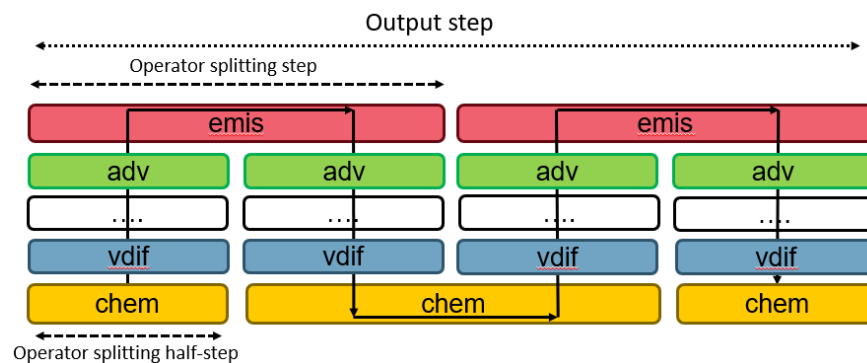 Output step
Operator splitting step
emis emis
adv adv adv adv
.... .... .... ....
vdif vdif vdif vdif
chem chem chem
Operator splitting half-step